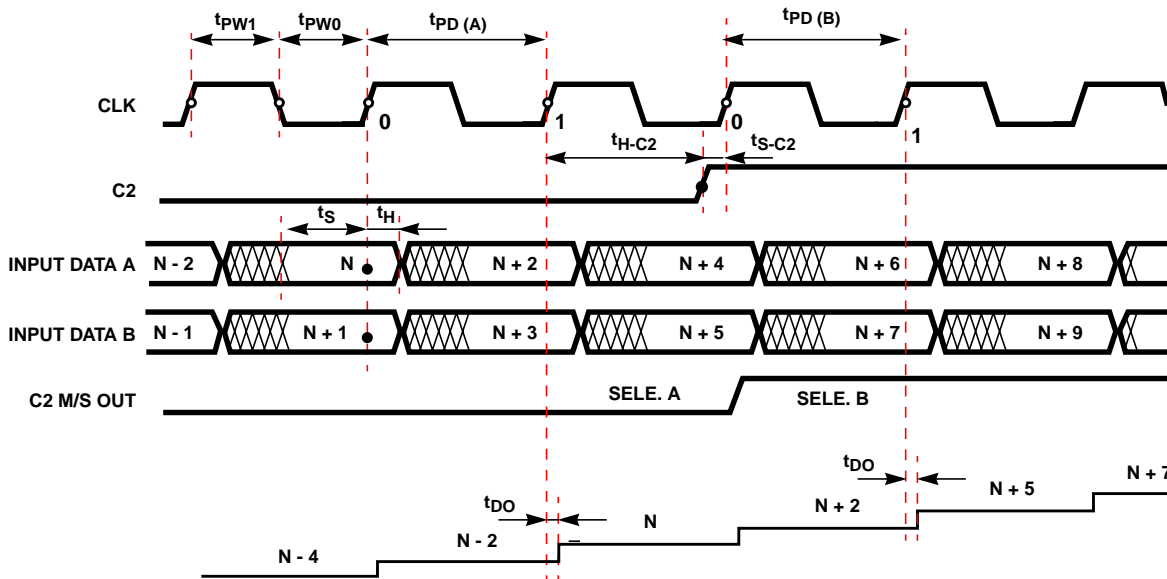 tPW1 tPW0 tPD (A) tPD (B)
CLK
0 1 0 1
tH-C2 tS-C2
C2
tS tH
INPUT DATA A N - 2 N N + 2 N + 4 N + 6 N + 8
INPUT DATA B N - 1 N + 1 N + 3 N + 5 N + 7 N + 9
C2 M/S OUT SELE. A SELE. B
tDO N + 7
N + 5
tDO N N + 2
N - 2
N - 4